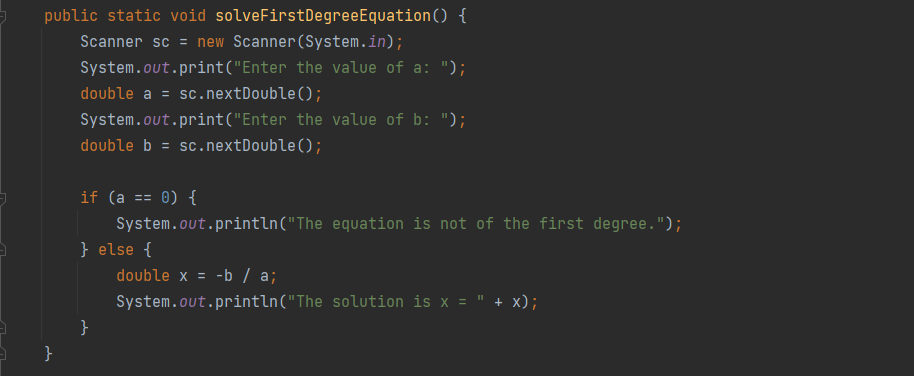 public static void solveFirstDegreeEquation() {
    Scanner sc = new Scanner(System.in);
    System.out.print("Enter the value of a: ");
    double a = sc.nextDouble();
    System.out.print("Enter the value of b: ");
    double b = sc.nextDouble();

    if (a == 0) {
        System.out.println("The equation is not of the first degree.");
    } else {
        double x = -b / a;
        System.out.println("The solution is x = " + x);
    }
}